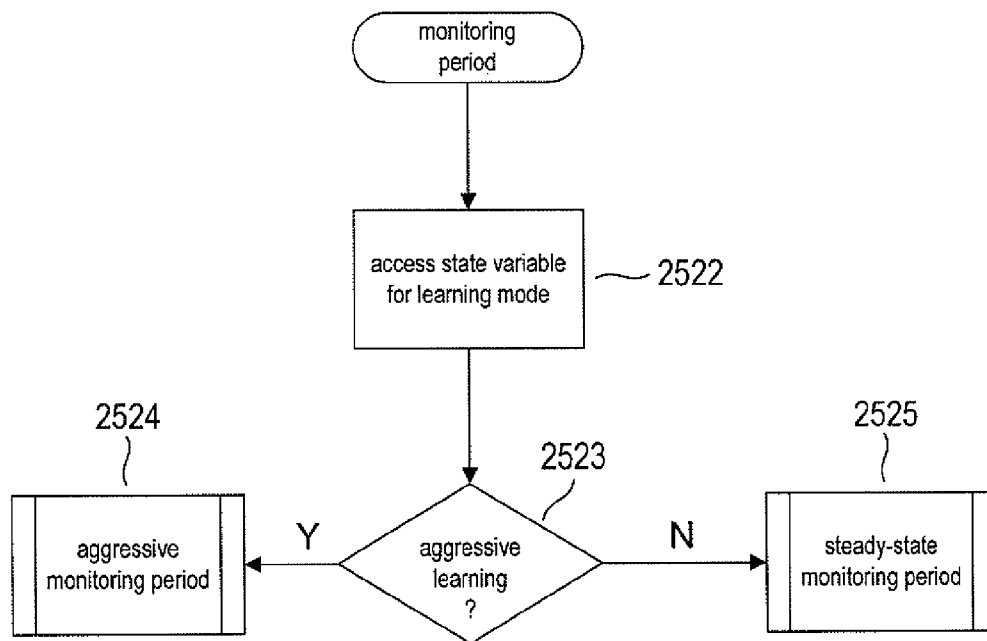 monitoring
period
access state variable
for learning mode
2522
2524
2523
2525
Y
N
aggressive
monitoring period
aggressive
learning
?
steady-state
monitoring period